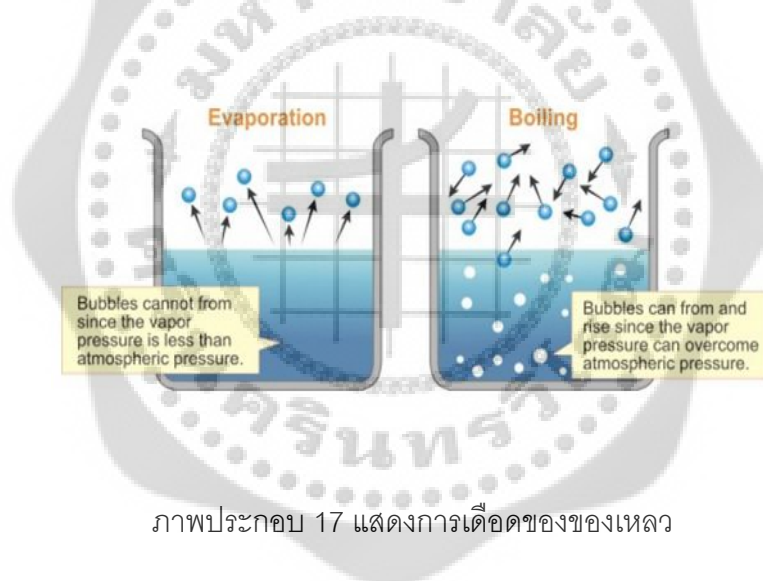 Evaporation
Boiling
Bubbles cannot from
since the vapor
pressure is less than
atmospheric pressure.
Bubbles can from and
rise since the vapor
pressure can overcome
atmospheric pressure.
ภาพประกอบ 17 แสดงการเดือดของของเหลว